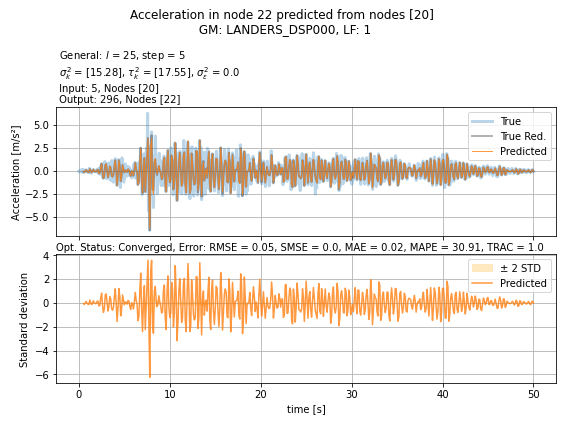 Acceleration in node 22 predicted from nodes [20]
GM: LANDERS_DSP000, LF: 1
General: l = 25, step = 5
σ²ₖ = [15.28], τ²ₖ = [17.55], σ²ε = 0.0
Input: 5, Nodes [20]
Output: 296, Nodes [22]
Acceleration [m/s²]
5.0
2.5
0.0
−2.5
−5.0
True
True Red.
Predicted
Opt. Status: Converged, Error: RMSE = 0.05, SMSE = 0.0, MAE = 0.02, MAPE = 30.91, TRAC = 1.0
Standard deviation
4
2
0
−2
−4
−6
± 2 STD
Predicted
0 10 20 30 40 50
time [s]